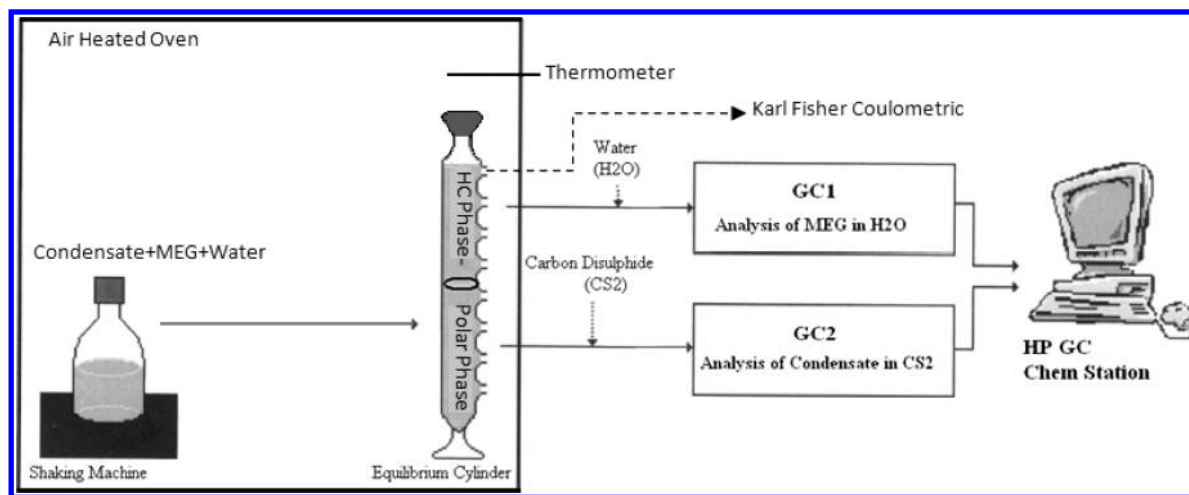 Air Heated Oven
Thermometer
Karl Fisher Coulometric
Water
(H2O)
HC Phase-
GC1
Analysis of MEG in H2O
Condensate+MEG+Water
Carbon Disulphide
(CS2)
Polar Phase
GC2
Analysis of Condensate in CS2
HP GC
Chem Station
Shaking Machine
Equilibrium Cylinder